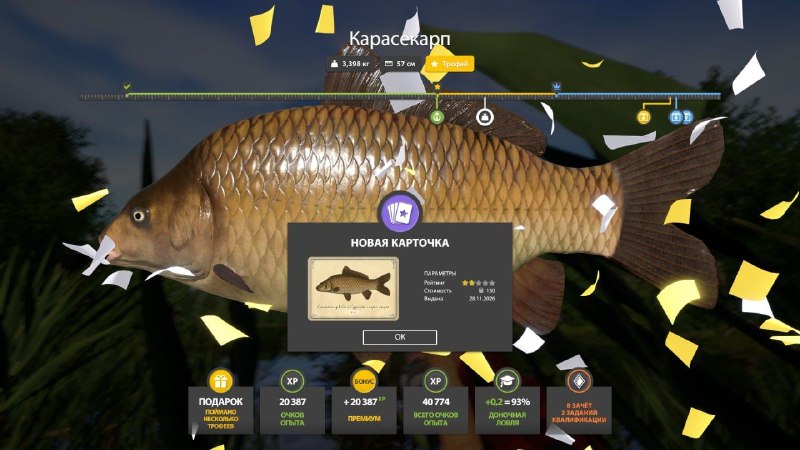 Карасекарп
3,398 кг
57 см
Трофей
НОВАЯ КАРТОЧКА
ПАРАМЕТРЫ
Рейтинг
Стоимость 150
Выдана 28.11.2026
OK
ПОДАРОК
ПОЙМАНО
НЕСКОЛЬКО
ТРОФЕЕВ
XP
20 387
ОЧКОВ
ОПЫТА
БОНУС
+ 20 387 XP
ПРЕМИУМ
XP
40 774
ВСЕГО ОЧКОВ
ОПЫТА
+0,2 = 93%
ДОНОЧНАЯ
ЛОВЛЯ
В ЗАЧЁТ
2 ЗАДАНИЙ
КВАЛИФИКАЦИИ